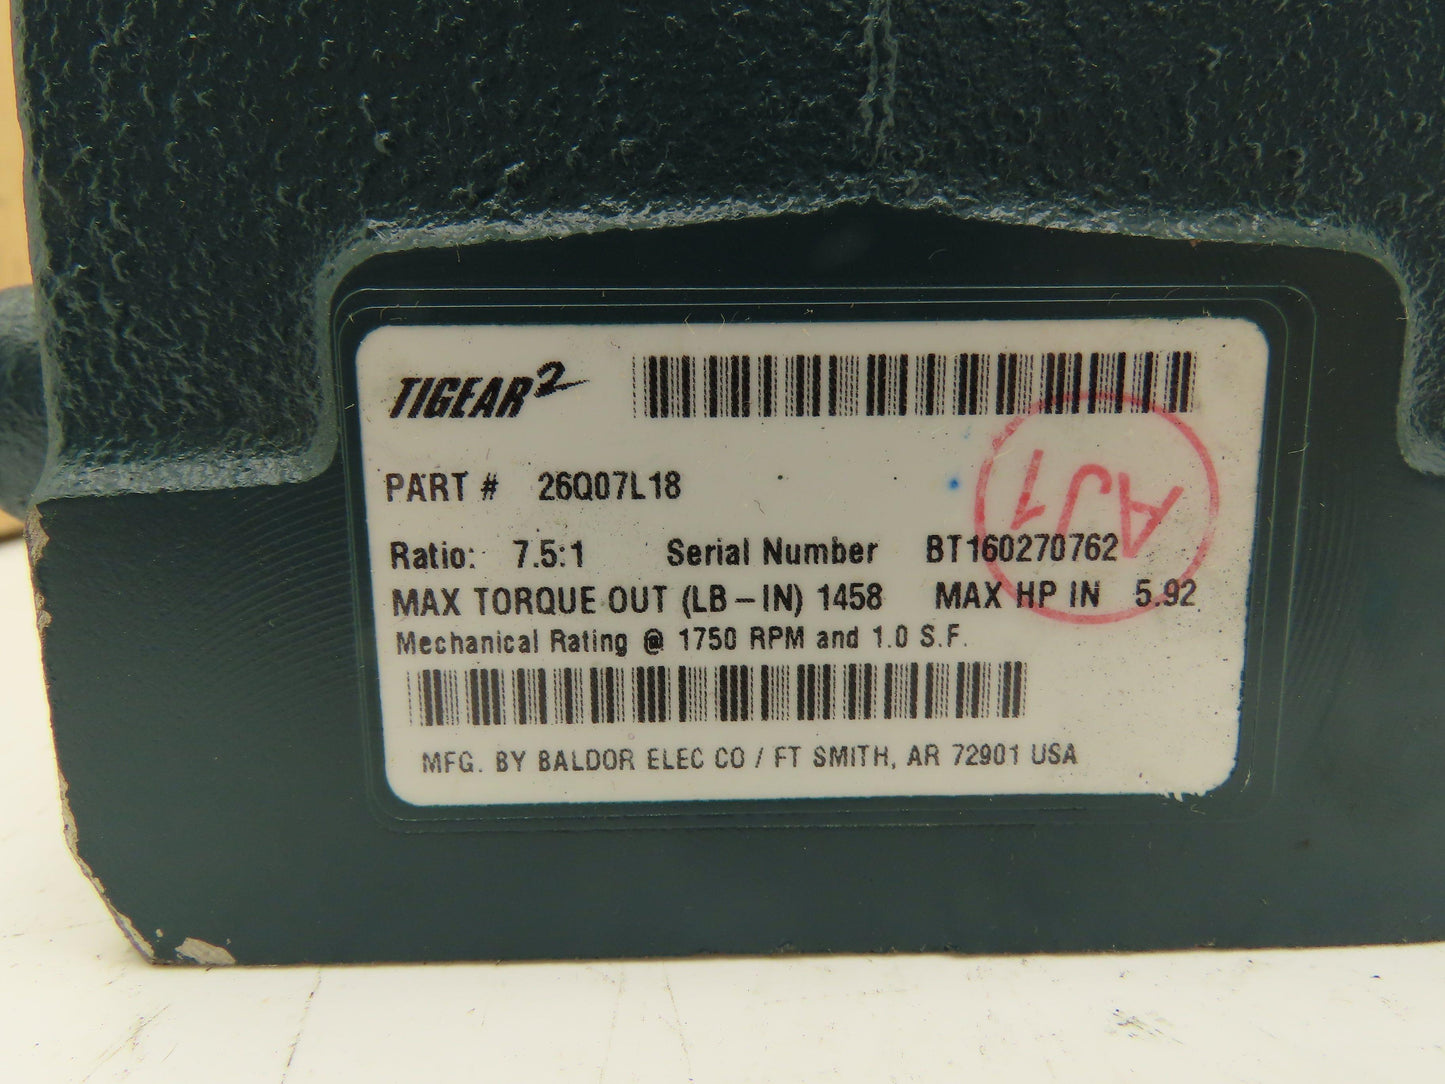 TIGEAR2
PART # 26Q07L18
AJ1
Ratio: 7.5:1 Serial Number BT160270762
MAX TORQUE OUT (LB-IN) 1458 MAX HP IN 5.92
Mechanical Rating @ 1750 RPM and 1.0 S.F.
MFG. BY BALDOR ELEC CO / FT SMITH, AR 72901 USA